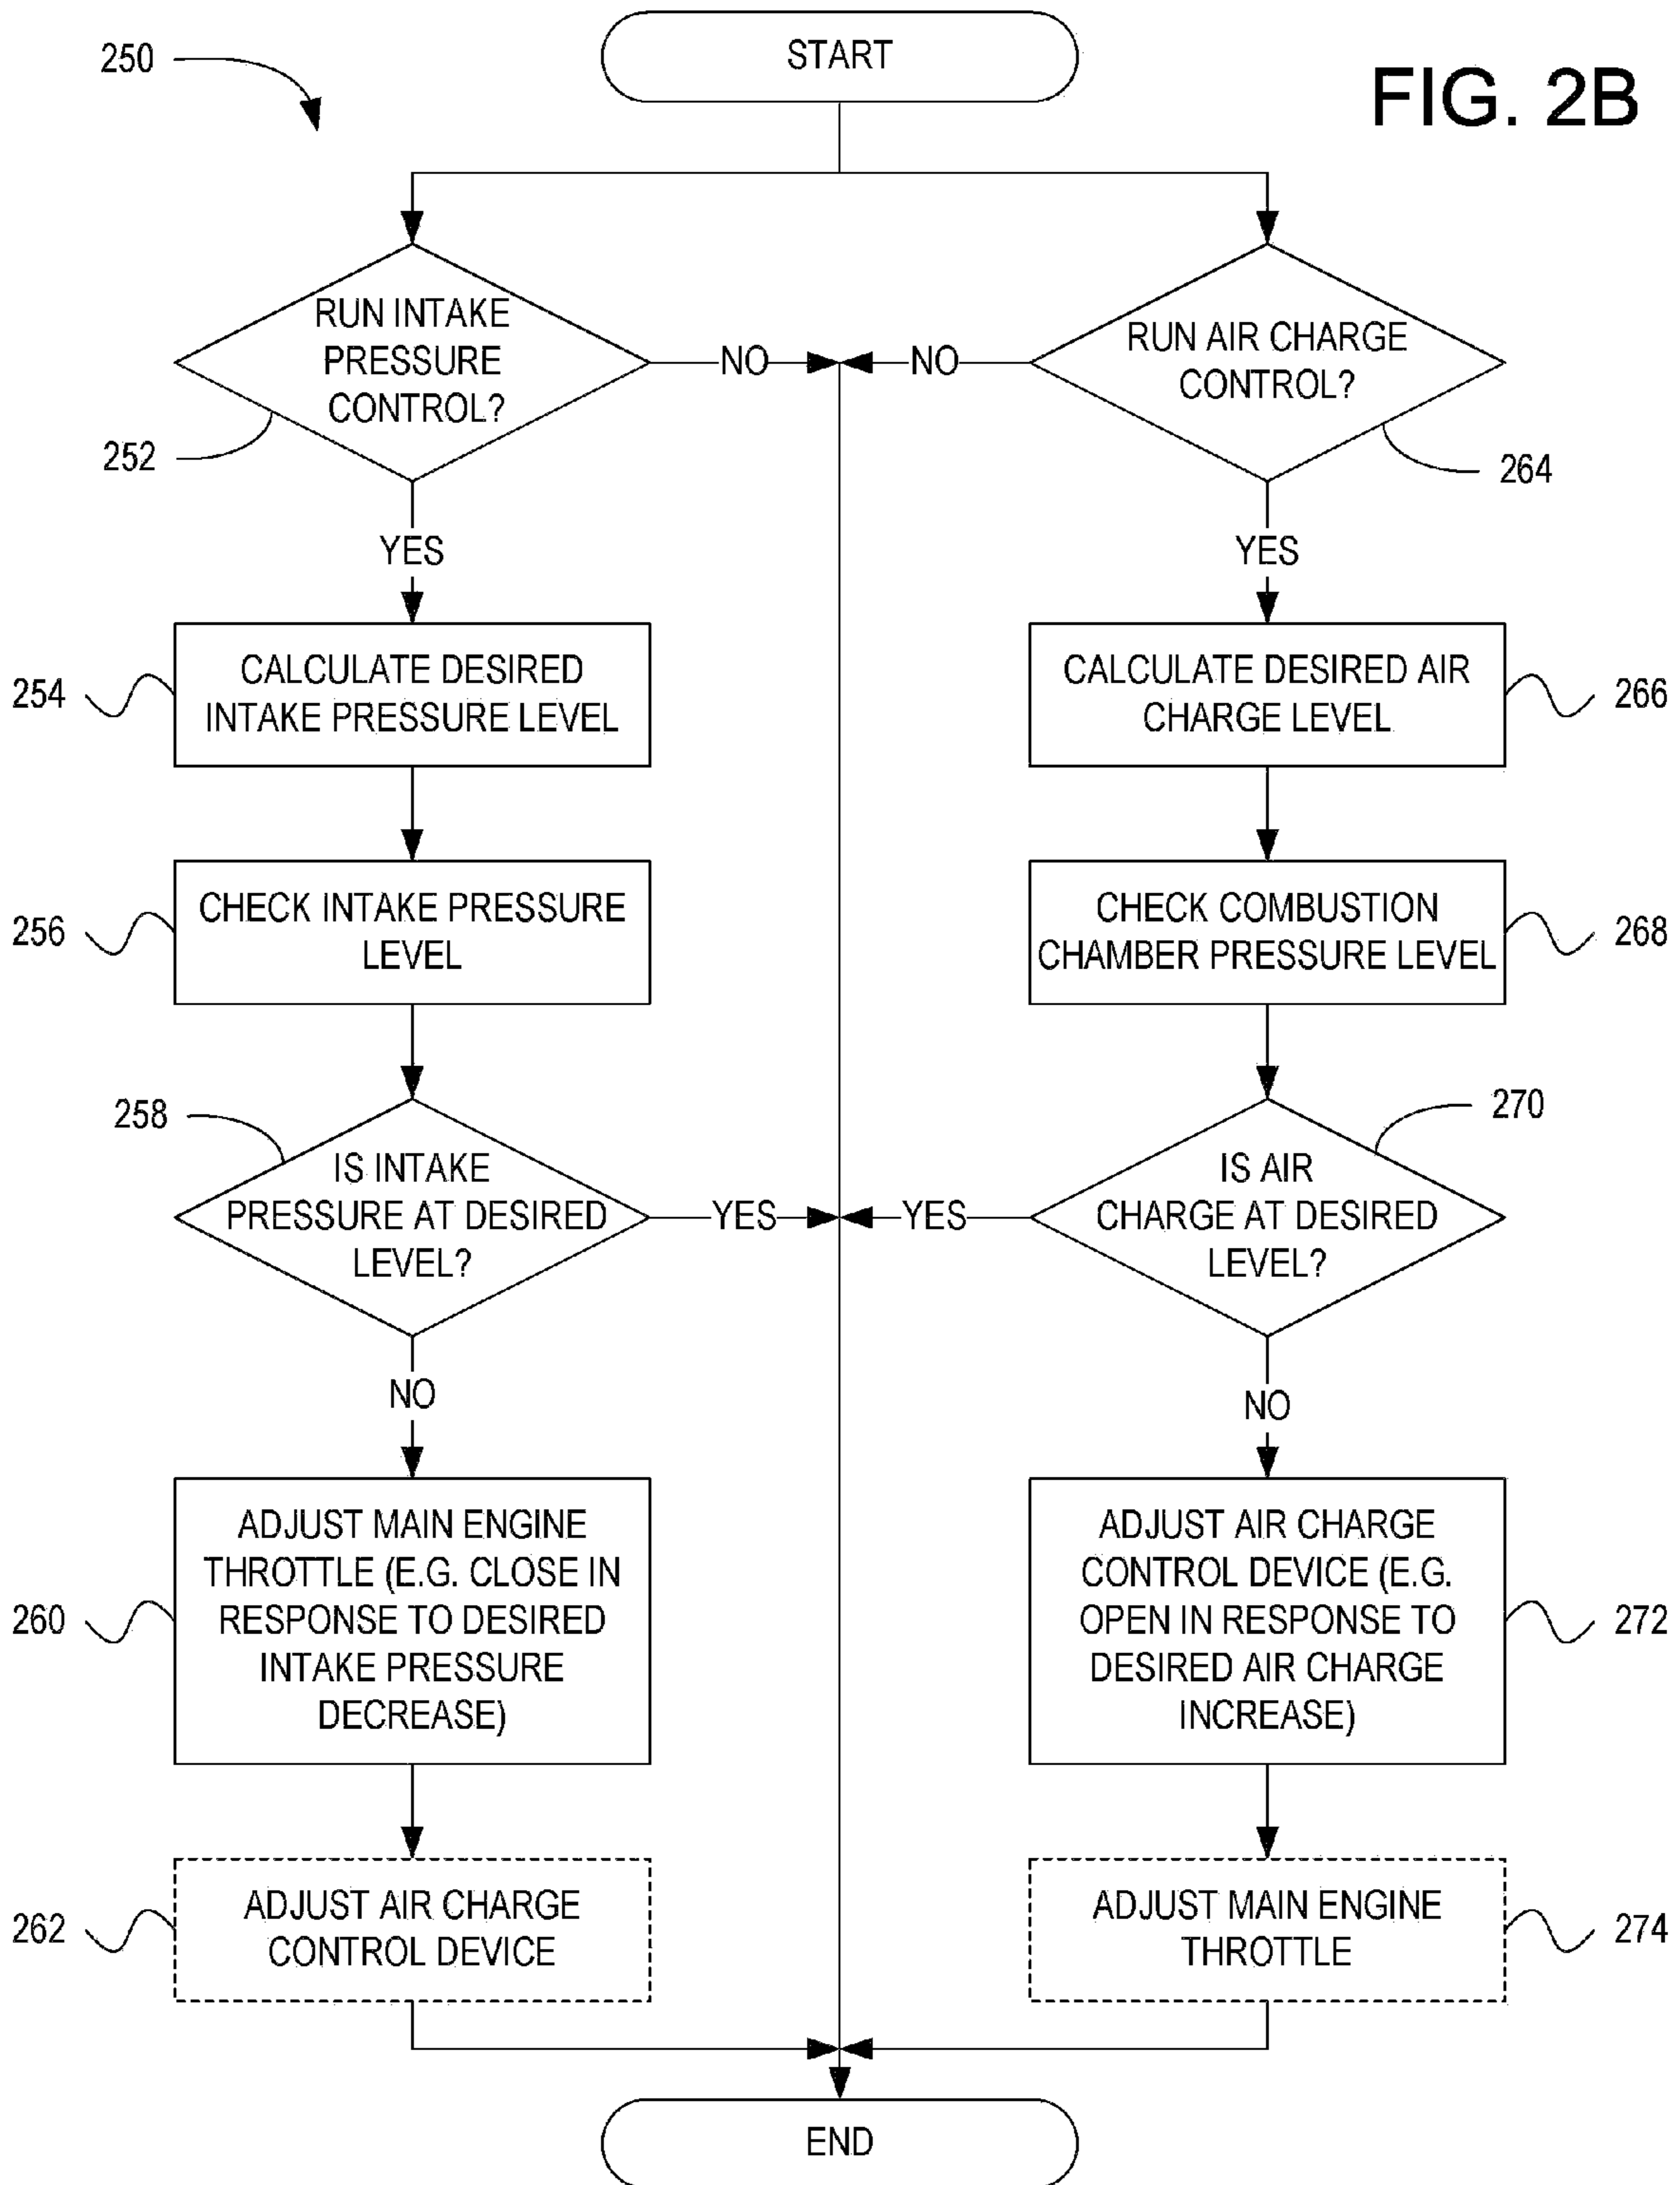 250
START
FIG. 2B
RUN INTAKE
PRESSURE
CONTROL?
252
NO
NO
RUN AIR CHARGE
CONTROL?
264
YES
YES
254
CALCULATE DESIRED
INTAKE PRESSURE LEVEL
CALCULATE DESIRED AIR
CHARGE LEVEL
266
256
CHECK INTAKE PRESSURE
LEVEL
CHECK COMBUSTION
CHAMBER PRESSURE LEVEL
268
258
IS INTAKE
PRESSURE AT DESIRED
LEVEL?
YES
YES
270
IS AIR
CHARGE AT DESIRED
LEVEL?
NO
NO
260
ADJUST MAIN ENGINE
THROTTLE (E.G. CLOSE IN
RESPONSE TO DESIRED
INTAKE PRESSURE
DECREASE)
ADJUST AIR CHARGE
CONTROL DEVICE (E.G.
OPEN IN RESPONSE TO
DESIRED AIR CHARGE
INCREASE)
272
262
ADJUST AIR CHARGE
CONTROL DEVICE
ADJUST MAIN ENGINE
THROTTLE
274
END